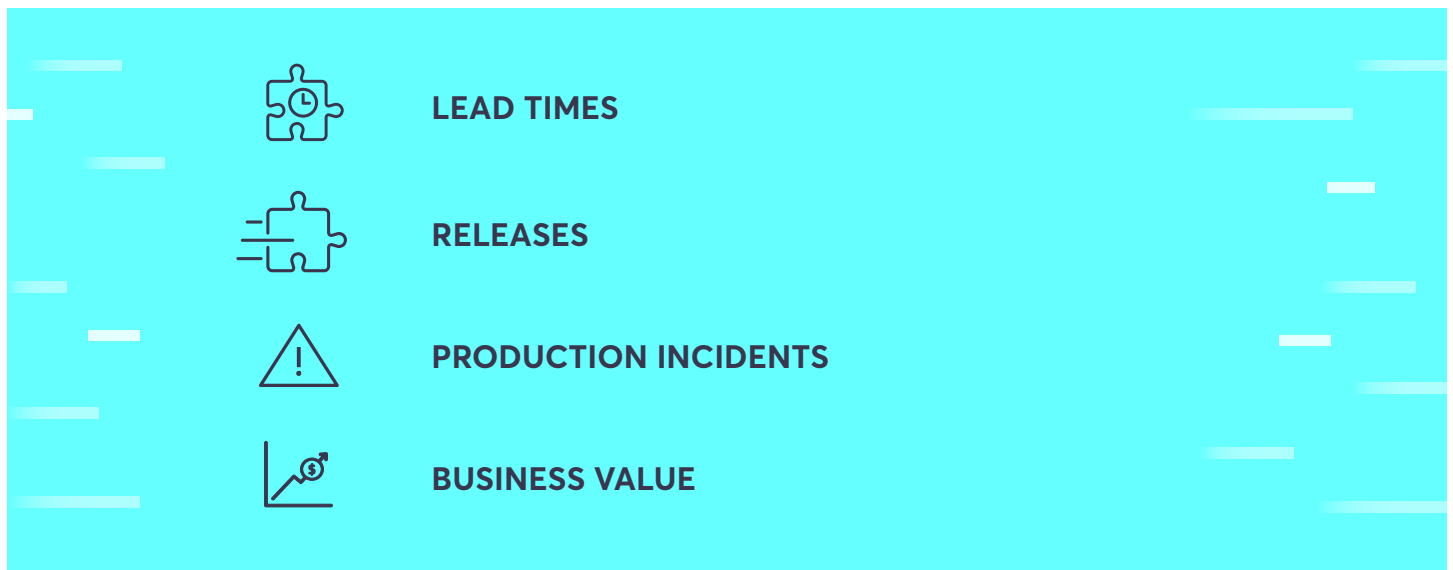 LEAD TIMES
RELEASES
PRODUCTION INCIDENTS
$
BUSINESS VALUE